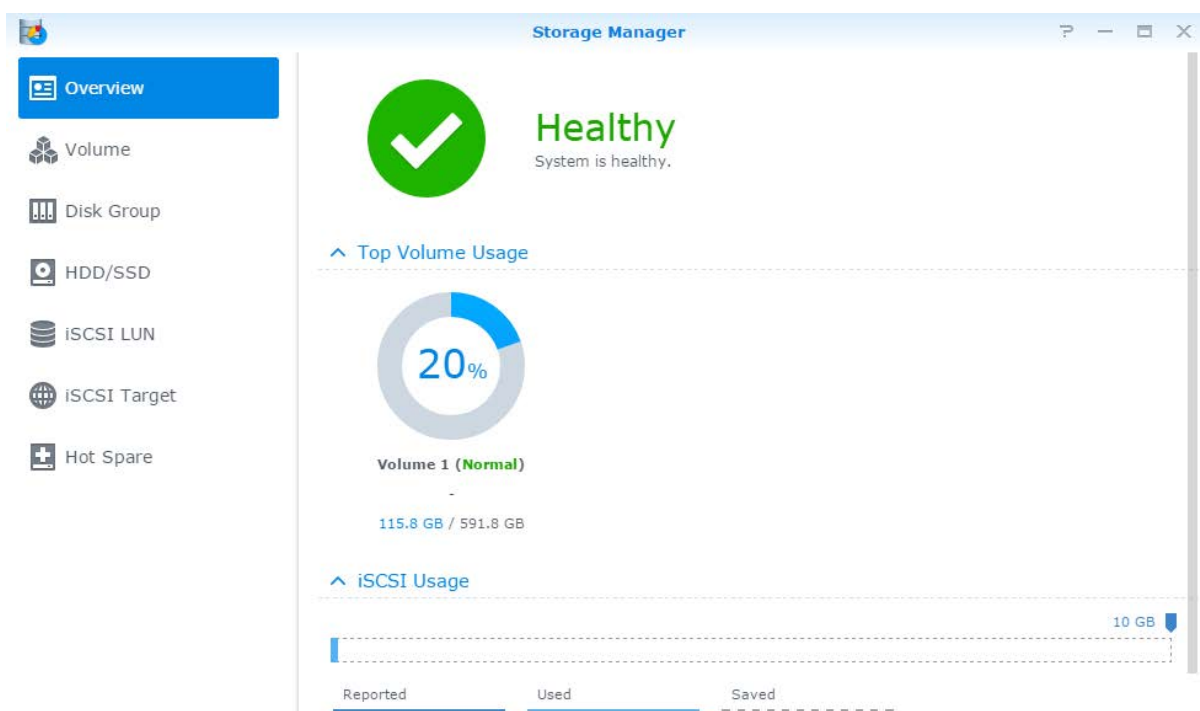 Storage Manager
?
Overview
Volume
Disk Group
HDD/SSD
iSCSI LUN
iSCSI Target
Hot Spare
Healthy
System is healthy.
Top Volume Usage
20%
Volume 1 (Normal)
-
115.8 GB / 591.8 GB
iSCSI Usage
10 GB
Reported Used Saved